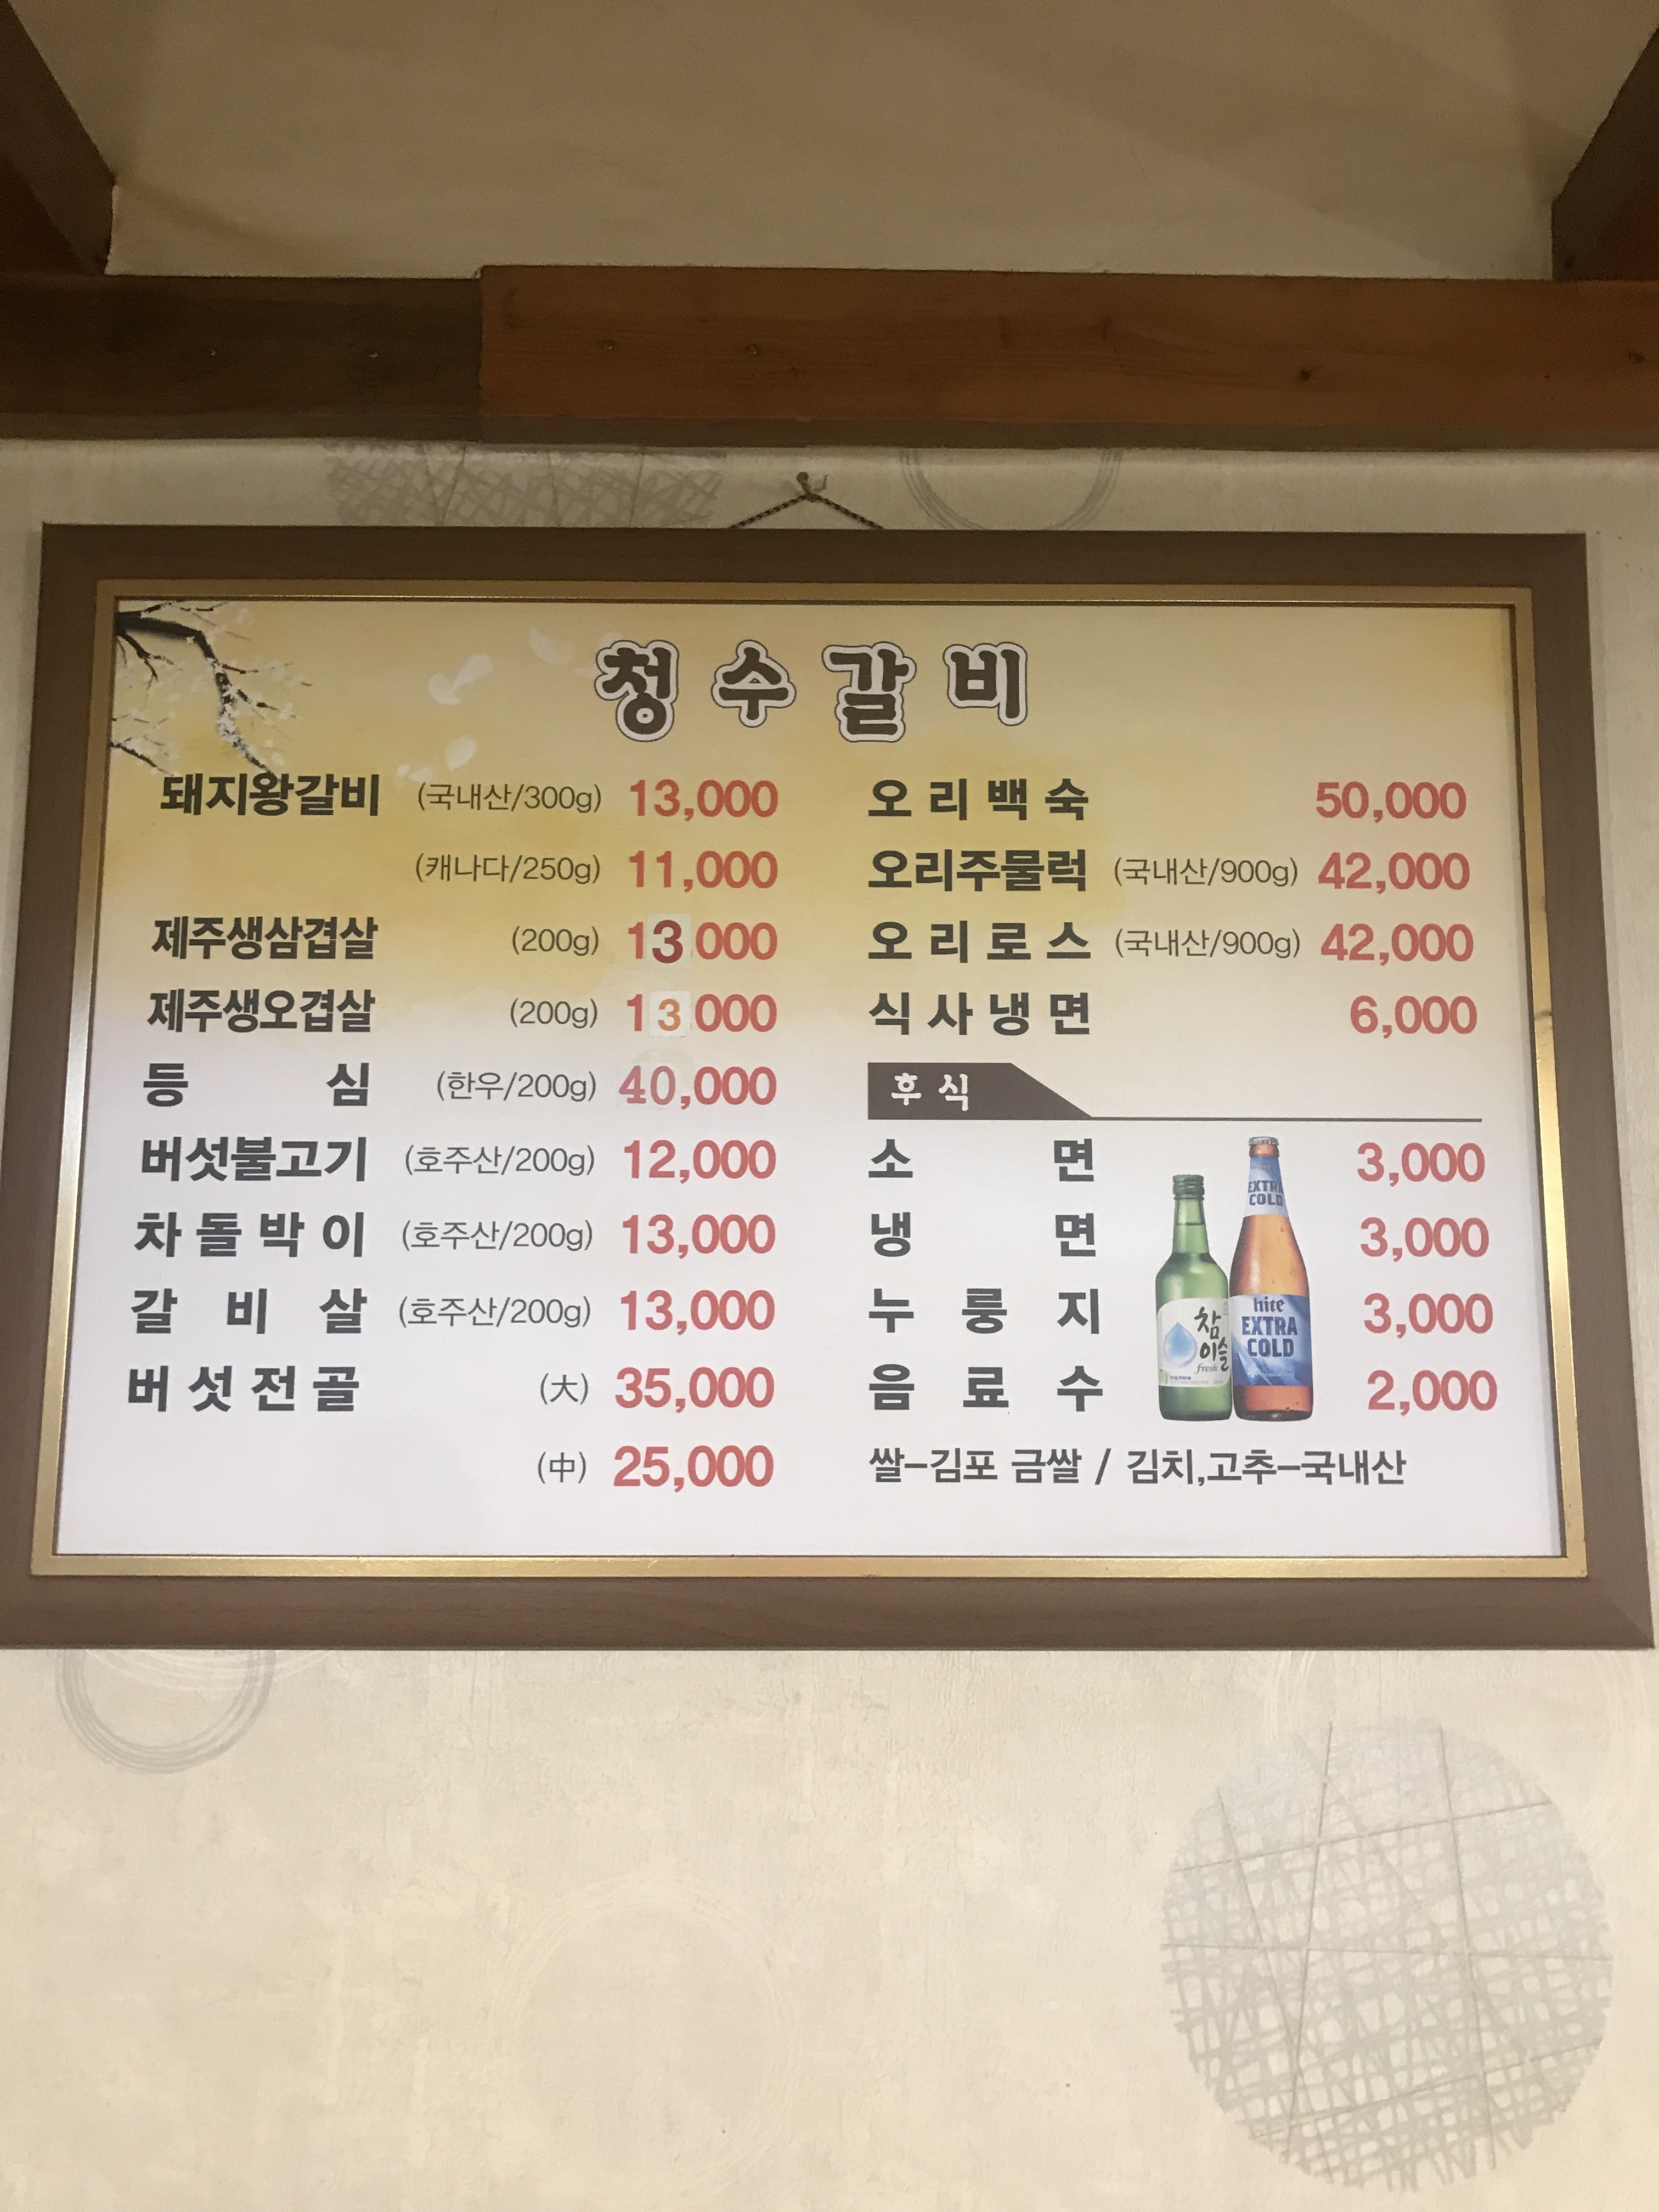 청수갈비
돼지왕갈비 (국내산/300g) 13,000
(캐나다/250g) 11,000
제주생삼겹살 (200g) 13,000
제주생오겹살 (200g) 13,000
등심 (한우/200g) 40,000
버섯불고기 (호주산/200g) 12,000
차돌박이 (호주산/200g) 13,000
갈비살 (호주산/200g) 13,000
버섯전골 (大) 35,000
(中) 25,000
오리백숙 50,000
오리주물럭 (국내산/900g) 42,000
오리로스 (국내산/900g) 42,000
식사냉면 6,000
후식
소면 3,000
냉면 3,000
누룽지 3,000
음료수 2,000
참이슬
fresh
EXTRA
COLD
hite
EXTRA
COLD
쌀-김포 금쌀 / 김치,고추-국내산